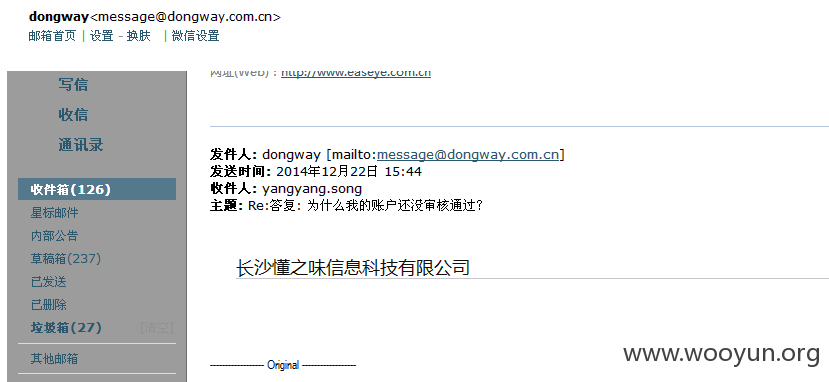 dongway<message@dongway.com.cn>
邮箱首页 | 设置 - 换肤 | 微信设置
写信
收信
通讯录
收件箱(126)
星标邮件
内部公告
草稿箱(237)
已发送
已删除
垃圾箱(27) [清空]
其他邮箱
网址(Web)：http://www.easeye.com.cn
发件人: dongway [mailto:message@dongway.com.cn]
发送时间: 2014年12月22日 15:44
收件人: yangyang.song
主题: Re:答复: 为什么我的账户还没审核通过?
长沙懂之味信息科技有限公司
------------------ Original ------------------
www.wooyun.org